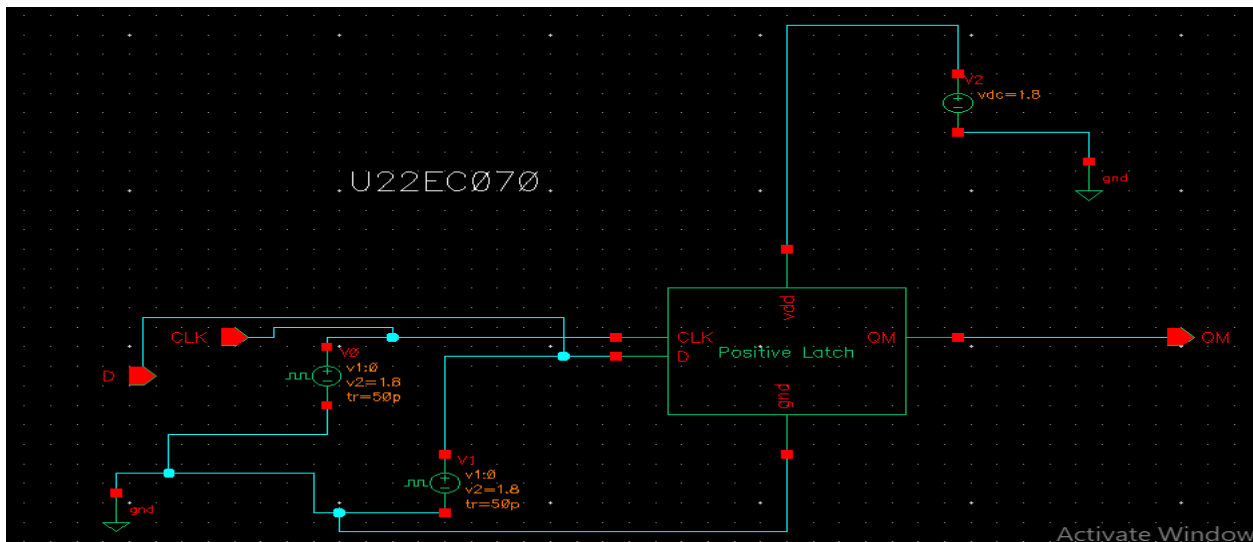 V2
vdc=1.8
gnd
U22EC070
vdd
CLK
CLK
QM
QM
Positive Latch
D
D
V0
v1:0
v2=1.8
tr=50p
gnd
V1
v1:0
v2=1.8
tr=50p
gnd
Activate Window